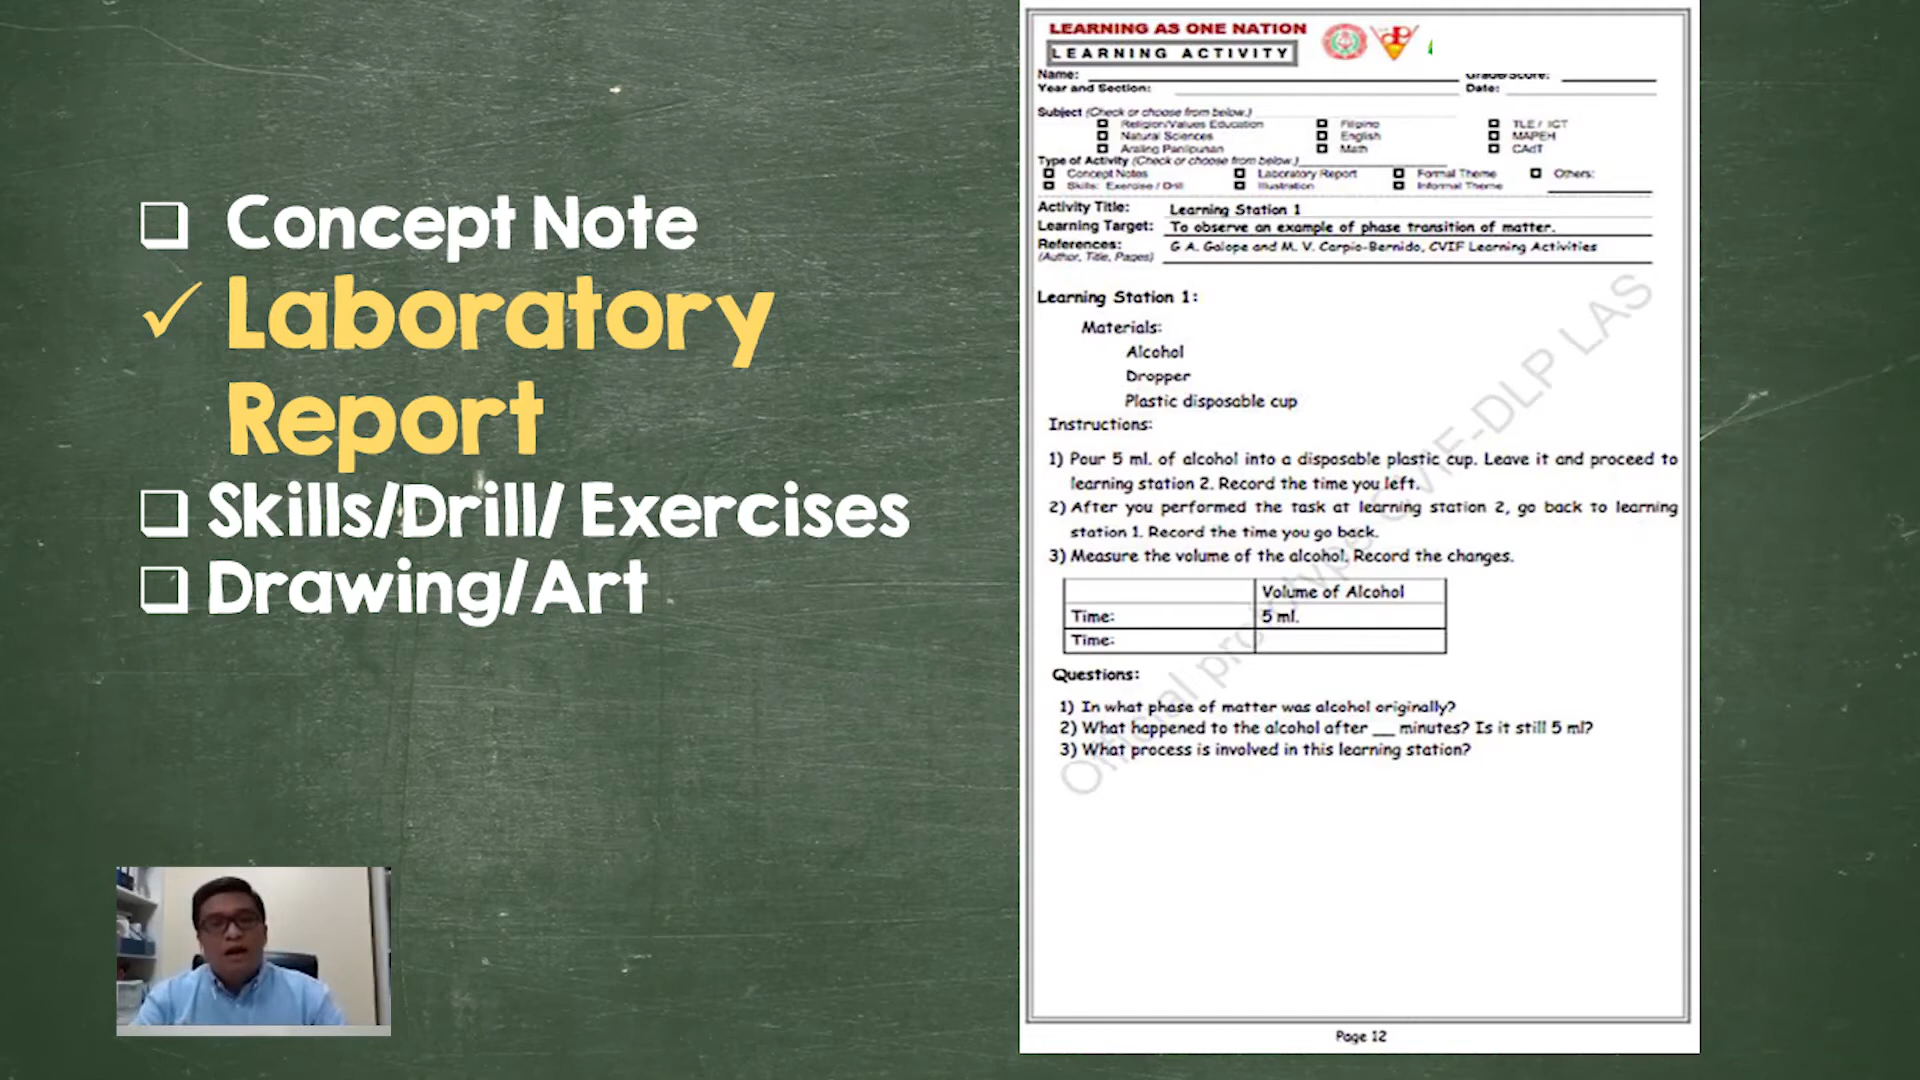 Concept Note
Laboratory
Report
Skills/Drill/ Exercises
Drawing/Art
LEARNING AS ONE NATION
LEARNING ACTIVITY
Name:
Grade/Score:
Year and Section:
Date:
Subject (Check or choose from below.)
Religion/Values Education
Filipino
TLE / ICT
Natural Sciences
English
MAPEH
Araling Panlipunan
Math
CAdT
Type of Activity (Check or choose from below.)
Concept Notes
Laboratory Report
Formal Theme
Others:
Skills: Exercise / Drill
Illustration
Informal Theme
Activity Title: Learning Station 1
Learning Target: To observe an example of phase transition of matter.
References: G A. Galope and M. V. Carpio-Bernido, CVIF Learning Activities
(Author, Title, Pages)
Learning Station 1:
Materials:
Alcohol
Dropper
Plastic disposable cup
Instructions:
1) Pour 5 ml. of alcohol into a disposable plastic cup. Leave it and proceed to
learning station 2. Record the time you left.
2) After you performed the task at learning station 2, go back to learning
station 1. Record the time you go back.
3) Measure the volume of the alcohol. Record the changes.
Volume of Alcohol
Time: 5 ml.
Time:
Questions:
1) In what phase of matter was alcohol originally?
2) What happened to the alcohol after __ minutes? Is it still 5 ml?
3) What process is involved in this learning station?
Official prototype CVIF-DLP LAS
Page 12